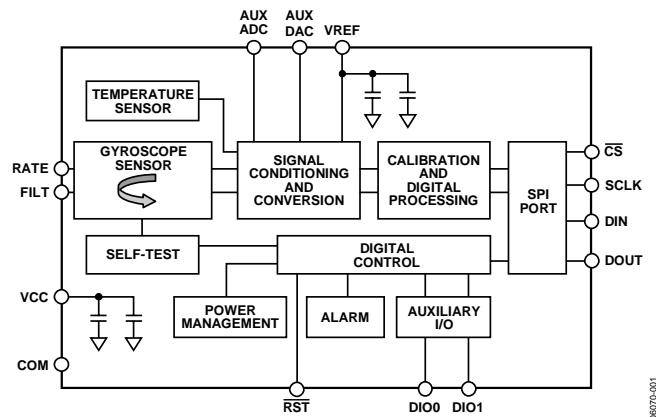 AUX
ADC
AUX
DAC
VREF
TEMPERATURE
SENSOR
RATE
FILT
GYROSCOPE
SENSOR
SIGNAL
CONDITIONING
AND
CONVERSION
CALIBRATION
AND
DIGITAL
PROCESSING
SPI
PORT
CS
SCLK
DIN
DOUT
SELF-TEST
DIGITAL
CONTROL
VCC
POWER
MANAGEMENT
ALARM
AUXILIARY
I/O
COM
RST
DIO0
DIO1
06070-001